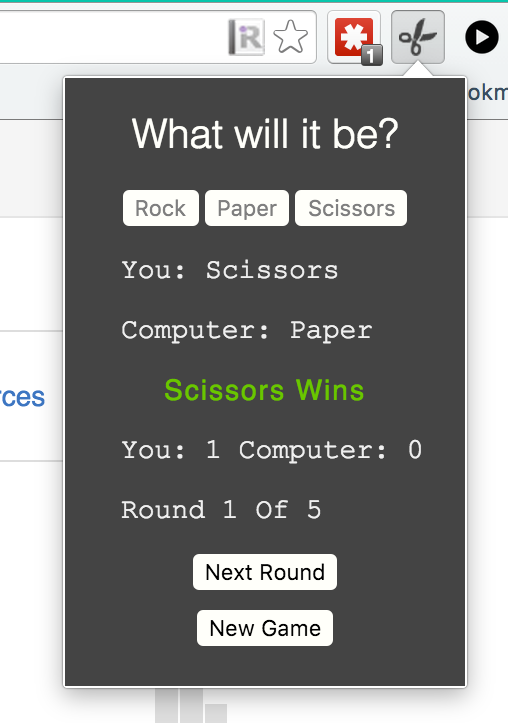 R
1
okm
What will it be?
Rock Paper Scissors
You: Scissors
Computer: Paper
Scissors Wins
rces
You: 1 Computer: 0
Round 1 Of 5
Next Round
New Game